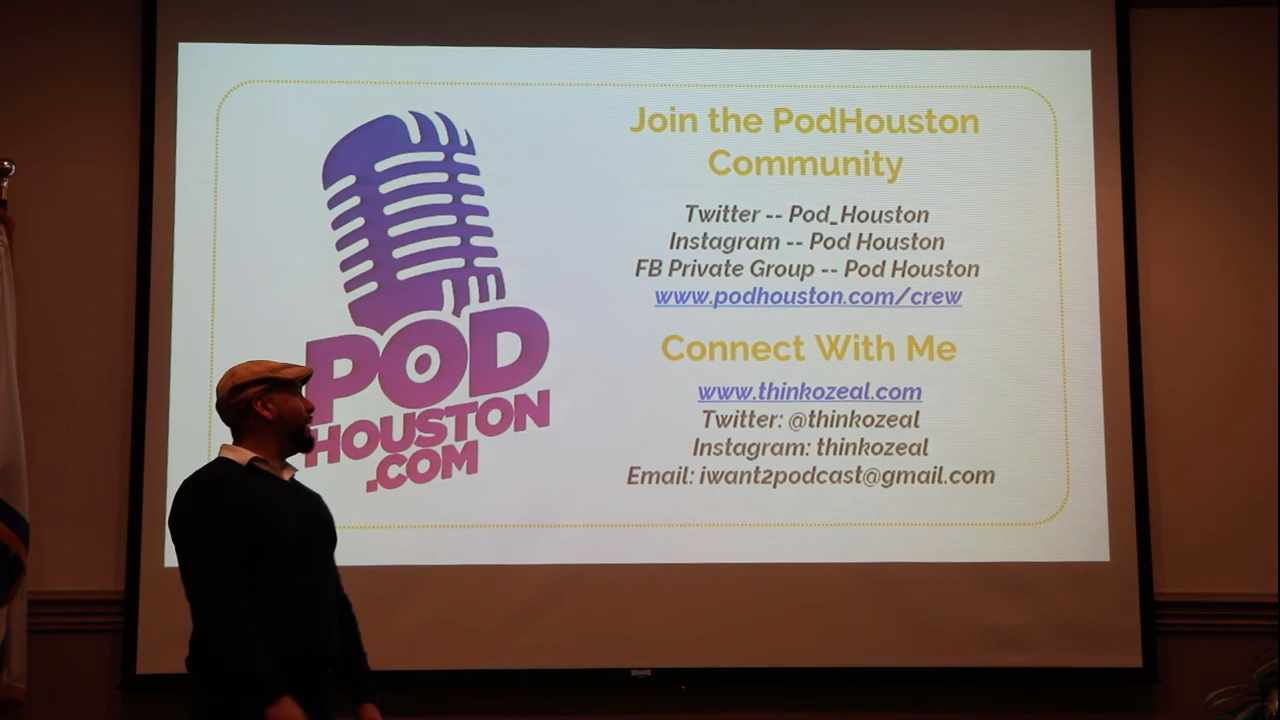 POD
HOUSTON
.COM
Join the PodHouston
Community
Twitter -- Pod_Houston
Instagram -- Pod Houston
FB Private Group -- Pod Houston
www.podhouston.com/crew
Connect With Me
www.thinkozeal.com
Twitter: @thinkozeal
Instagram: thinkozeal
Email: iwant2podcast@gmail.com